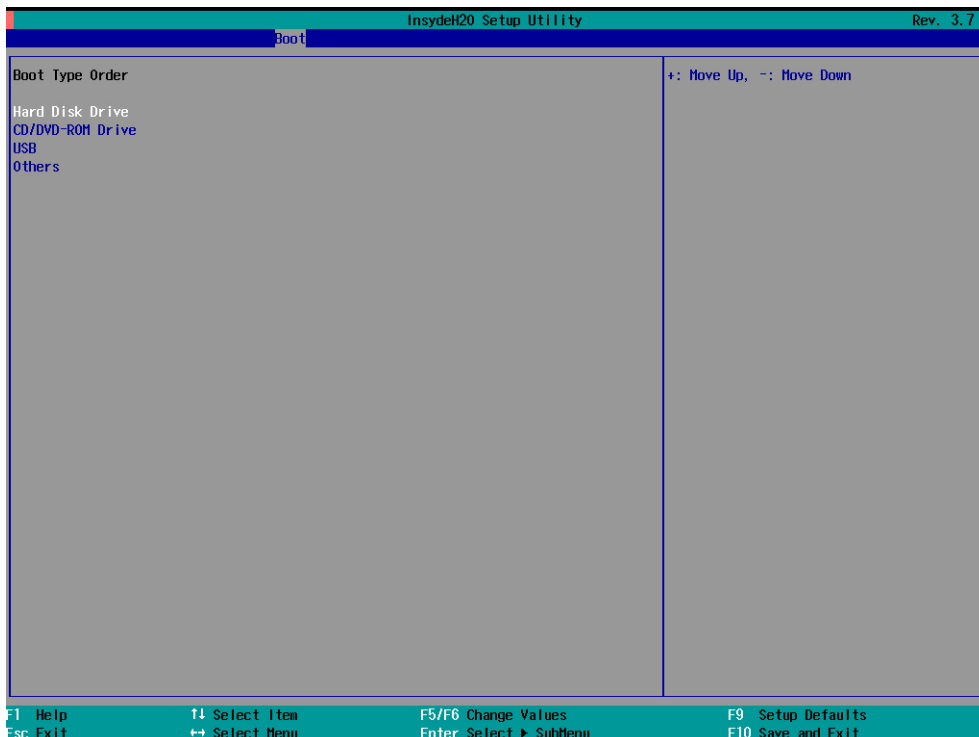 InsydeH2O Setup Utility Rev. 3.7
Boot
Boot Type Order
+: Move Up, -: Move Down
Hard Disk Drive
CD/DVD-ROM Drive
USB
Others
F1 Help ↑↓ Select Item F5/F6 Change Values F9 Setup Defaults
Esc Exit ↔ Select Menu Enter Select ▶ SubMenu F10 Save and Exit